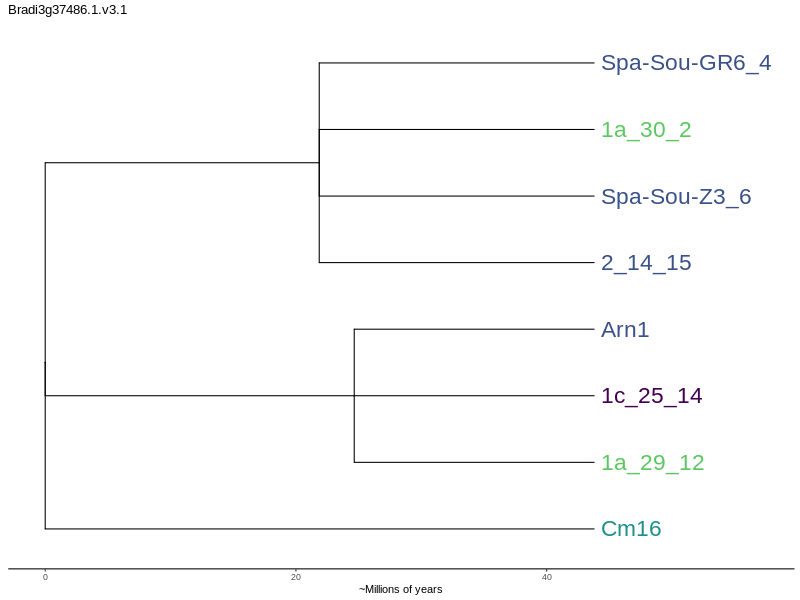 Bradi3g37486.1.v3.1
Spa-Sou-GR6_4
1a_30_2
Spa-Sou-Z3_6
2_14_15
Arn1
1c_25_14
1a_29_12
Cm16
0 20 40
~Millions of years